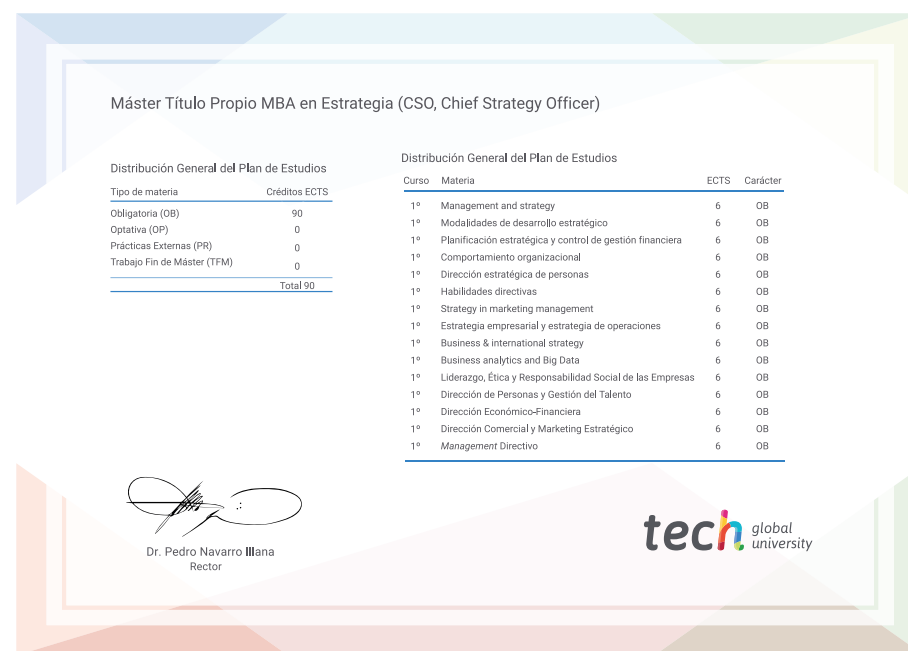 Máster Título Propio MBA en Estrategia (CSO, Chief Strategy Officer)
Distribución General del Plan de Estudios
Tipo de materia Créditos ECTS
Obligatoria (OB) 90
Optativa (OP) 0
Prácticas Externas (PR) 0
Trabajo Fin de Máster (TFM) 0
Total 90
Distribución General del Plan de Estudios
Curso Materia ECTS Carácter
1º Management and strategy 6 OB
1º Modalidades de desarrollo estratégico 6 OB
1º Planificación estratégica y control de gestión financiera 6 OB
1º Comportamiento organizacional 6 OB
1º Dirección estratégica de personas 6 OB
1º Habilidades directivas 6 OB
1º Strategy in marketing management 6 OB
1º Estrategia empresarial y estrategia de operaciones 6 OB
1º Business & international strategy 6 OB
1º Business analytics and Big Data 6 OB
1º Liderazgo, Ética y Responsabilidad Social de las Empresas 6 OB
1º Dirección de Personas y Gestión del Talento 6 OB
1º Dirección Económico-Financiera 6 OB
1º Dirección Comercial y Marketing Estratégico 6 OB
1º Management Directivo 6 OB
Dr. Pedro Navarro Illana
Rector
tech global
university